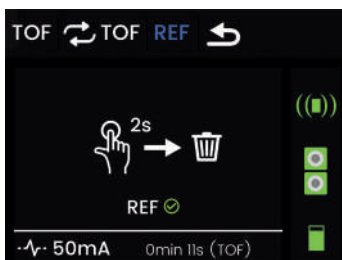 TOF TOF REF
2s
REF
50mA 0min 11s (TOF)